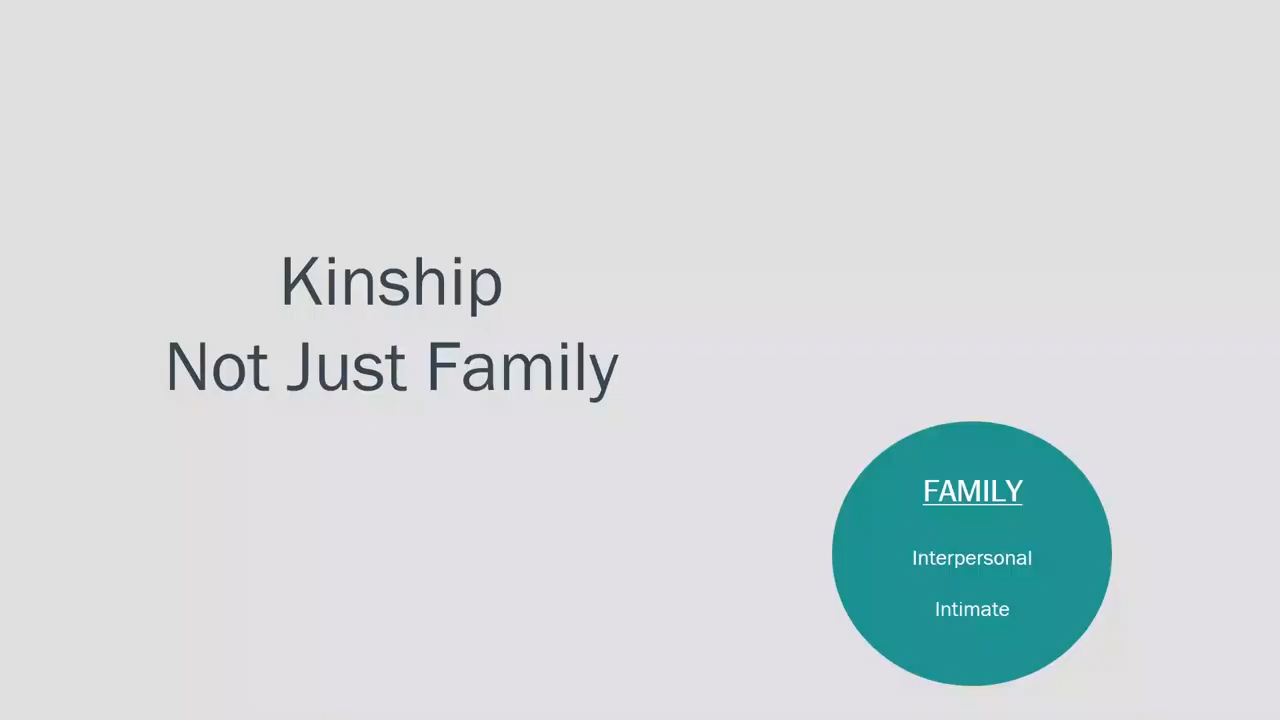 Kinship
Not Just Family
FAMILY
Interpersonal
Intimate